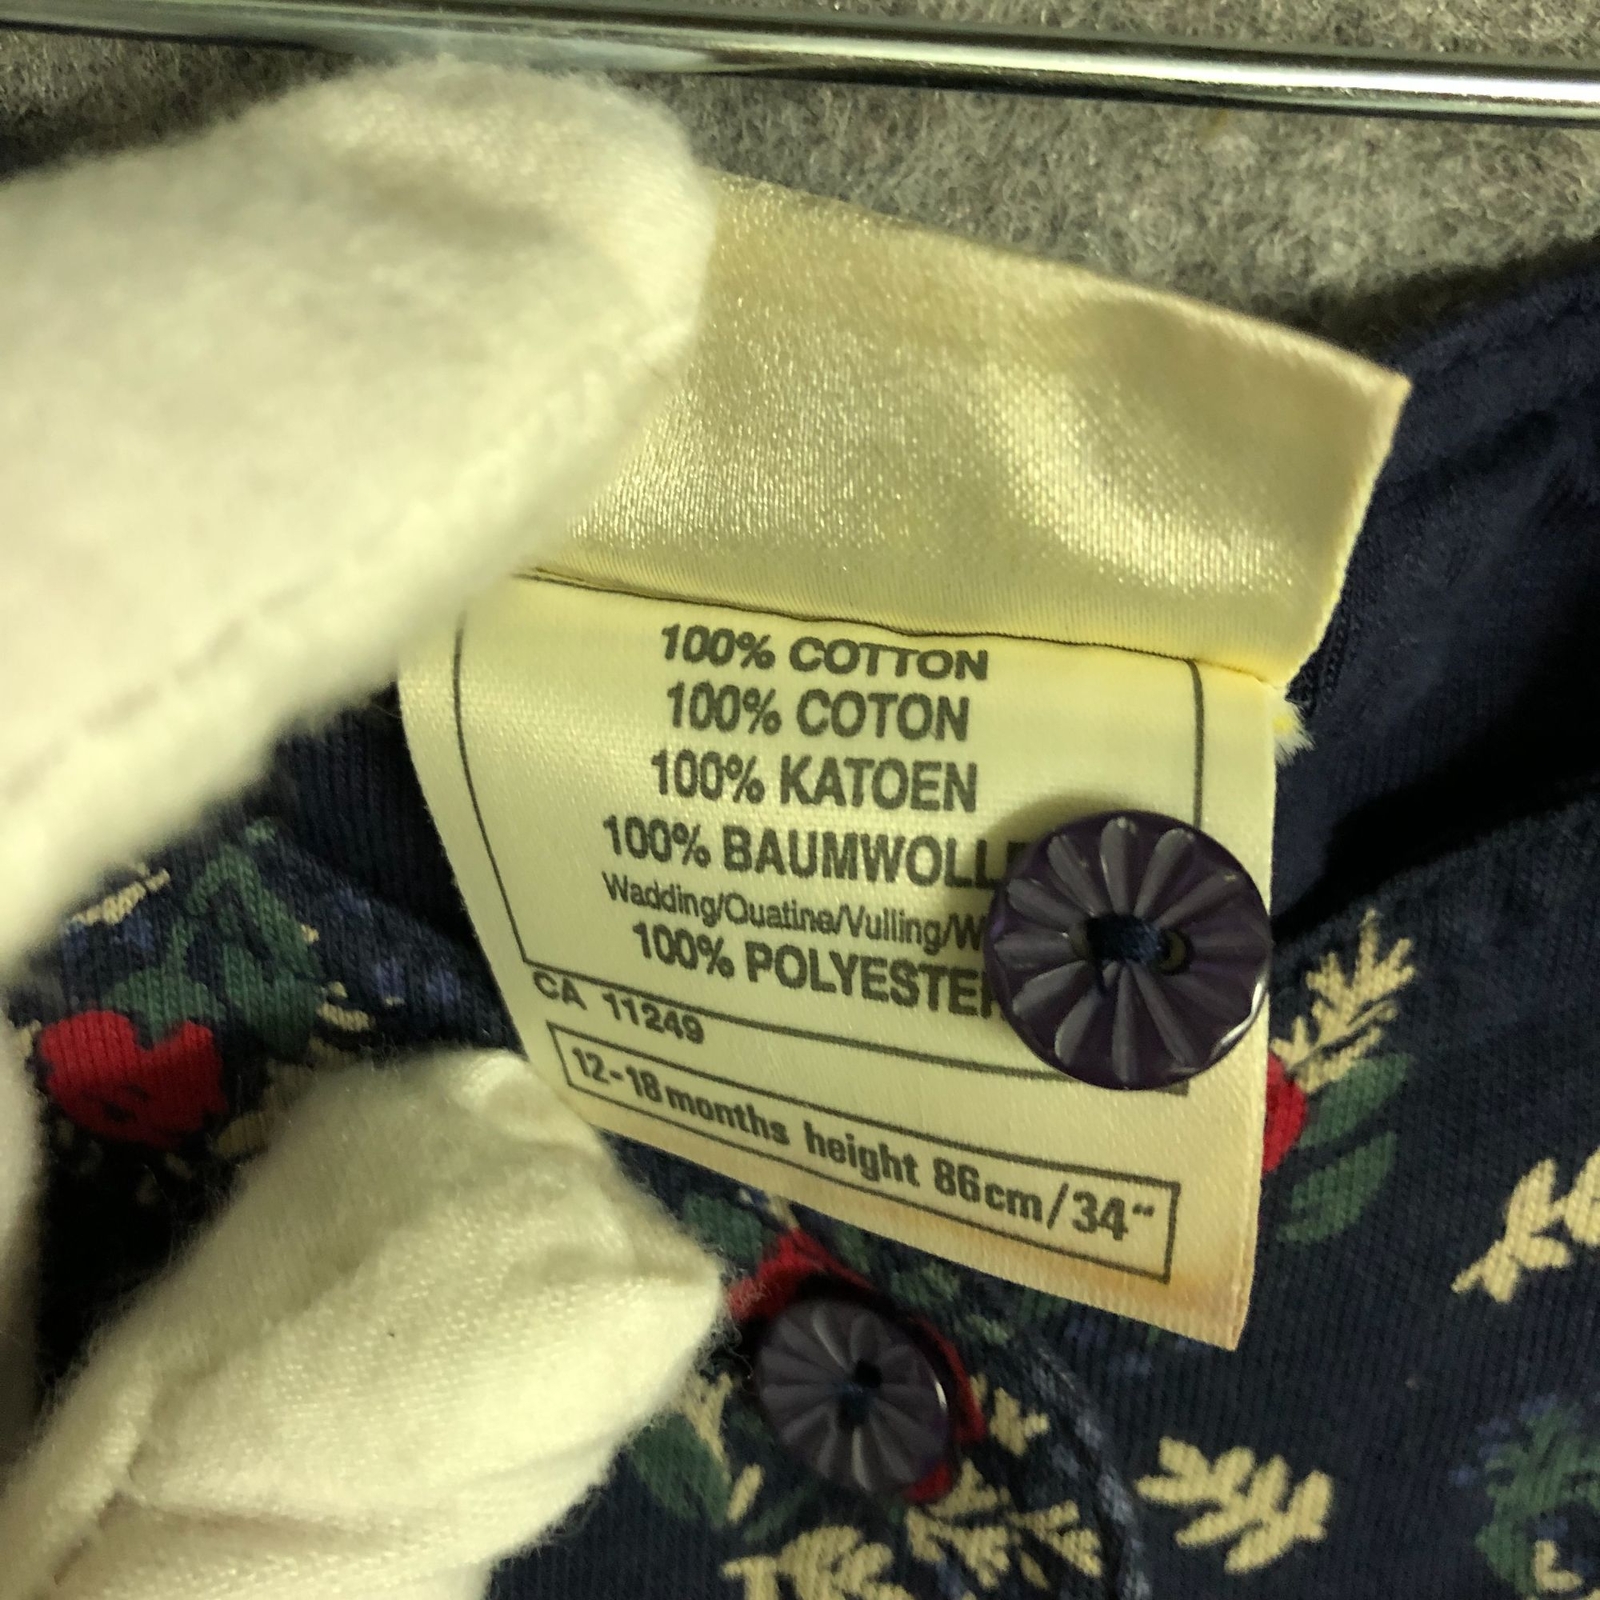 100% COTTON
100% COTON
100% KATOEN
100% BAUMWOLLE
Wadding/Ouatine/Vulling/W
100% POLYESTER
CA 11249
12-18 months height 86cm/34"